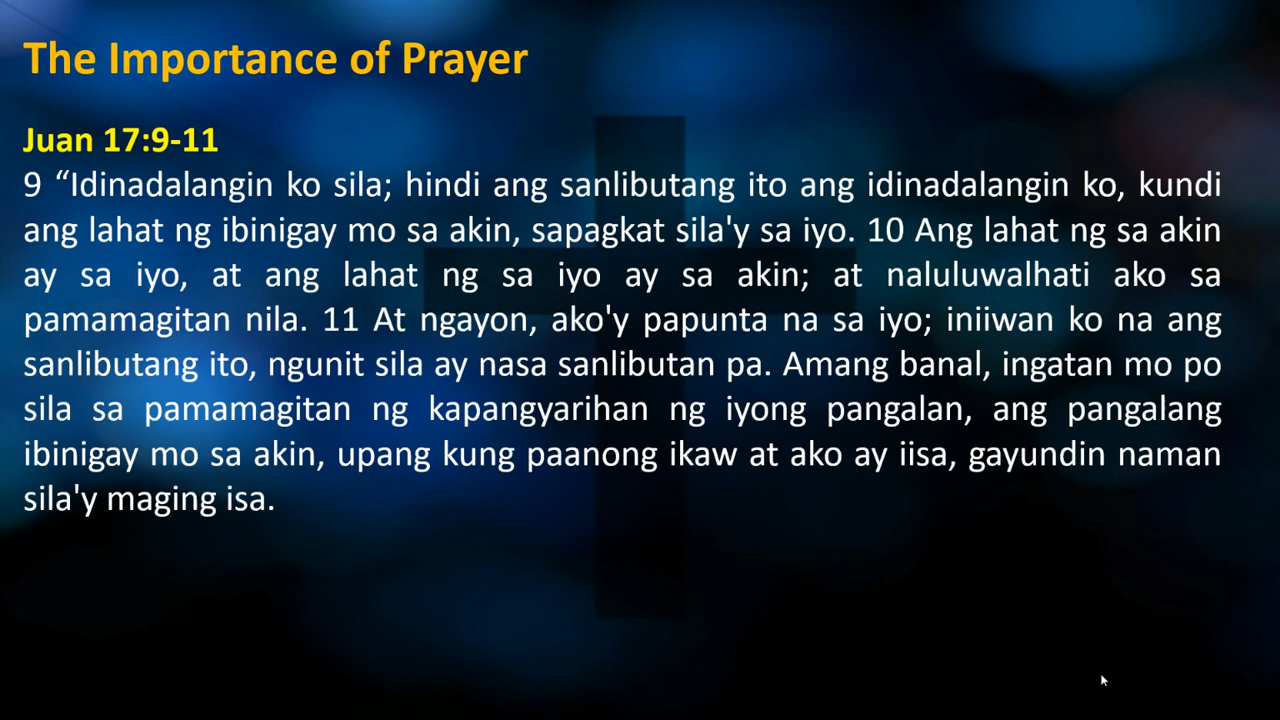 The Importance of Prayer
Juan 17:9-11
9 “Idinadalangin ko sila; hindi ang sanlibutang ito ang idinadalangin ko, kundi
ang lahat ng ibinigay mo sa akin, sapagkat sila'y sa iyo. 10 Ang lahat ng sa akin
ay sa iyo, at ang lahat ng sa iyo ay sa akin; at naluluwalhati ako sa
pamamagitan nila. 11 At ngayon, ako'y papunta na sa iyo; iniiwan ko na ang
sanlibutang ito, ngunit sila ay nasa sanlibutan pa. Amang banal, ingatan mo po
sila sa pamamagitan ng kapangyarihan ng iyong pangalan, ang pangalang
ibinigay mo sa akin, upang kung paanong ikaw at ako ay iisa, gayundin naman
sila'y maging isa.